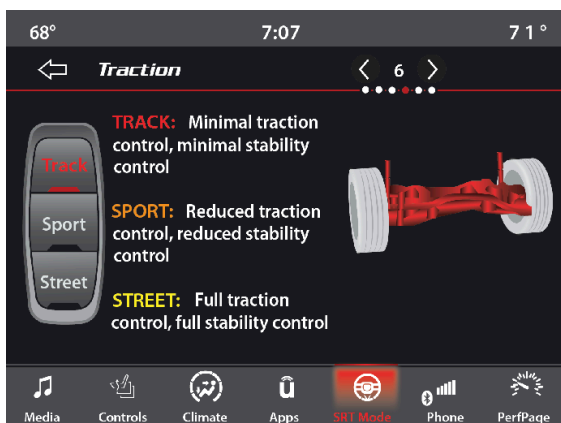 68°
7:07
71°
Traction
6
TRACK: Minimal traction
control, minimal stability
control
SPORT: Reduced traction
control, reduced stability
control
STREET: Full traction
control, full stability control
Track
Sport
Street
Media
Controls
Climate
û
Apps
SRT Mode
Phone
PerfPage